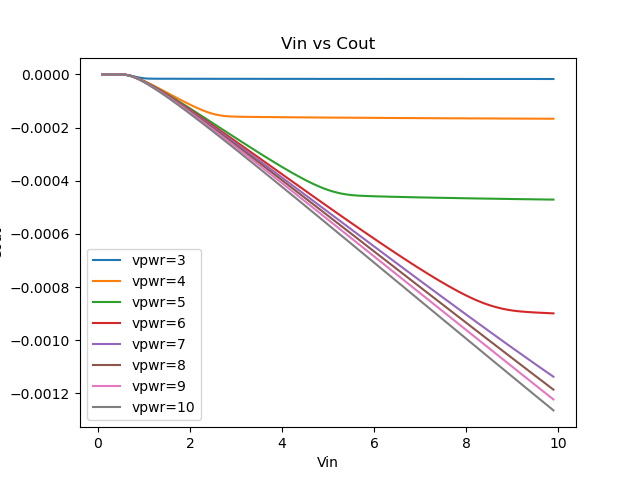 Vin vs Cout
0.0000
−0.0002
−0.0004
−0.0006
−0.0008
−0.0010
−0.0012
vpwr=3
vpwr=4
vpwr=5
vpwr=6
vpwr=7
vpwr=8
vpwr=9
vpwr=10
0 2 4 6 8 10
Vin